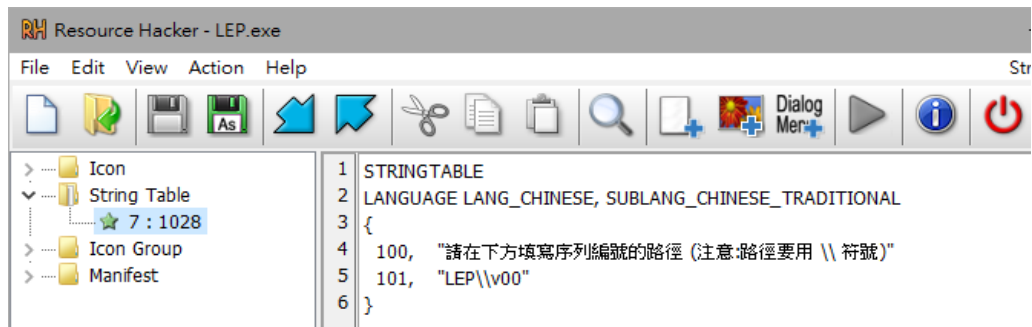 Resource Hacker - LEP.exe
File Edit View Action Help
As
Dialog
Icon
String Table
7 : 1028
Icon Group
Manifest
1 STRINGTABLE
2 LANGUAGE LANG_CHINESE, SUBLANG_CHINESE_TRADITIONAL
3 {
4 100, "請在下方填寫序列編號的路徑 (注意:路徑要用 \\ 符號)"
5 101, "LEP\\v00"
6 }